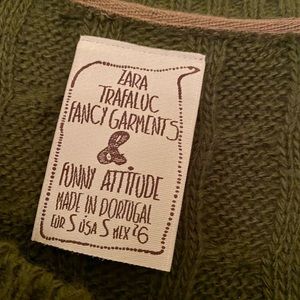 ZARA
TRAFALUC
FANCY GARMENTS
&
FUNNY ATTITUDE
MADE IN PORTUGAL
EUR S USA S MEX 26